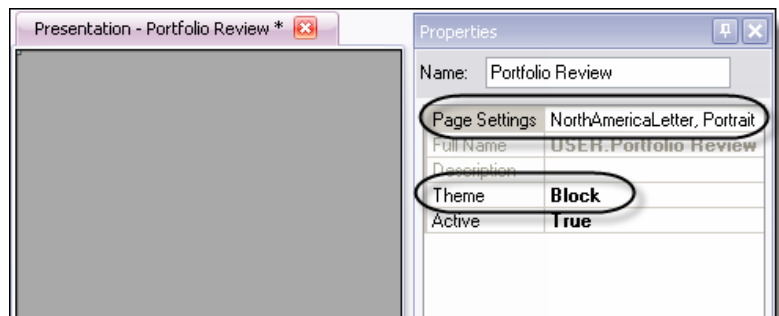 Presentation - Portfolio Review *
Properties
Name: Portfolio Review
Page Settings NorthAmericaLetter, Portrait
Full Name USER.Portfolio Review
Description
Theme Block
Active True